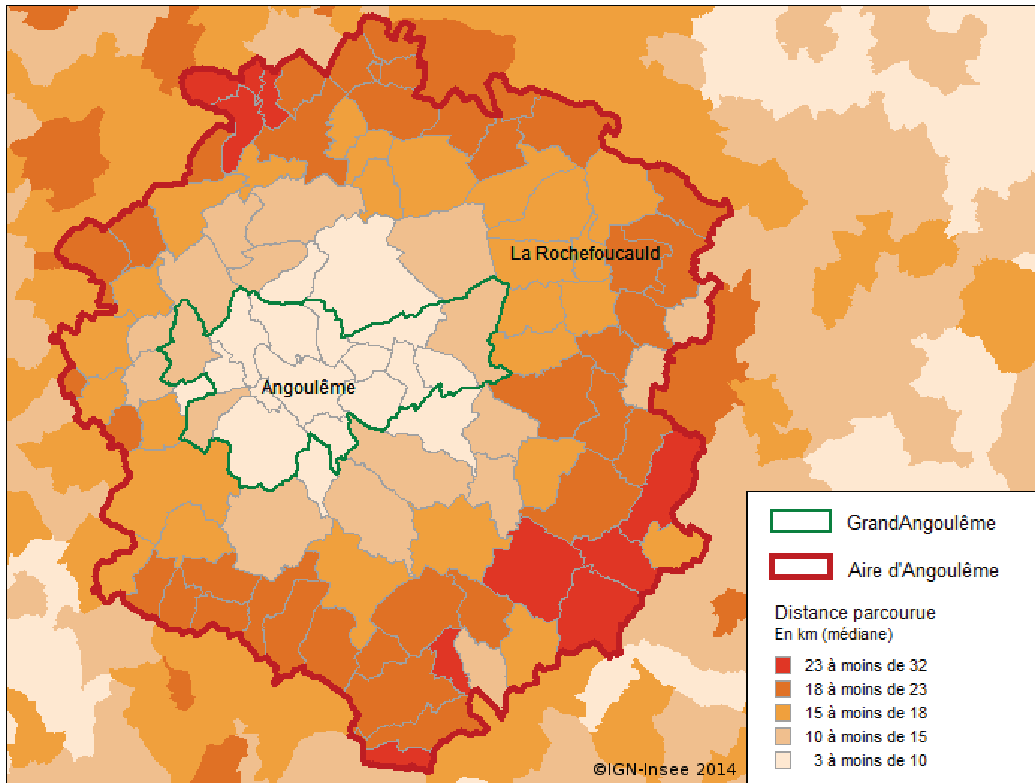 La Rochefoucauld
Angoulême
GrandAngoulême
Aire d'Angoulême
Distance parcourue
En km (médiane)
23 à moins de 32
18 à moins de 23
15 à moins de 18
10 à moins de 15
3 à moins de 10
©IGN-Insee 2014